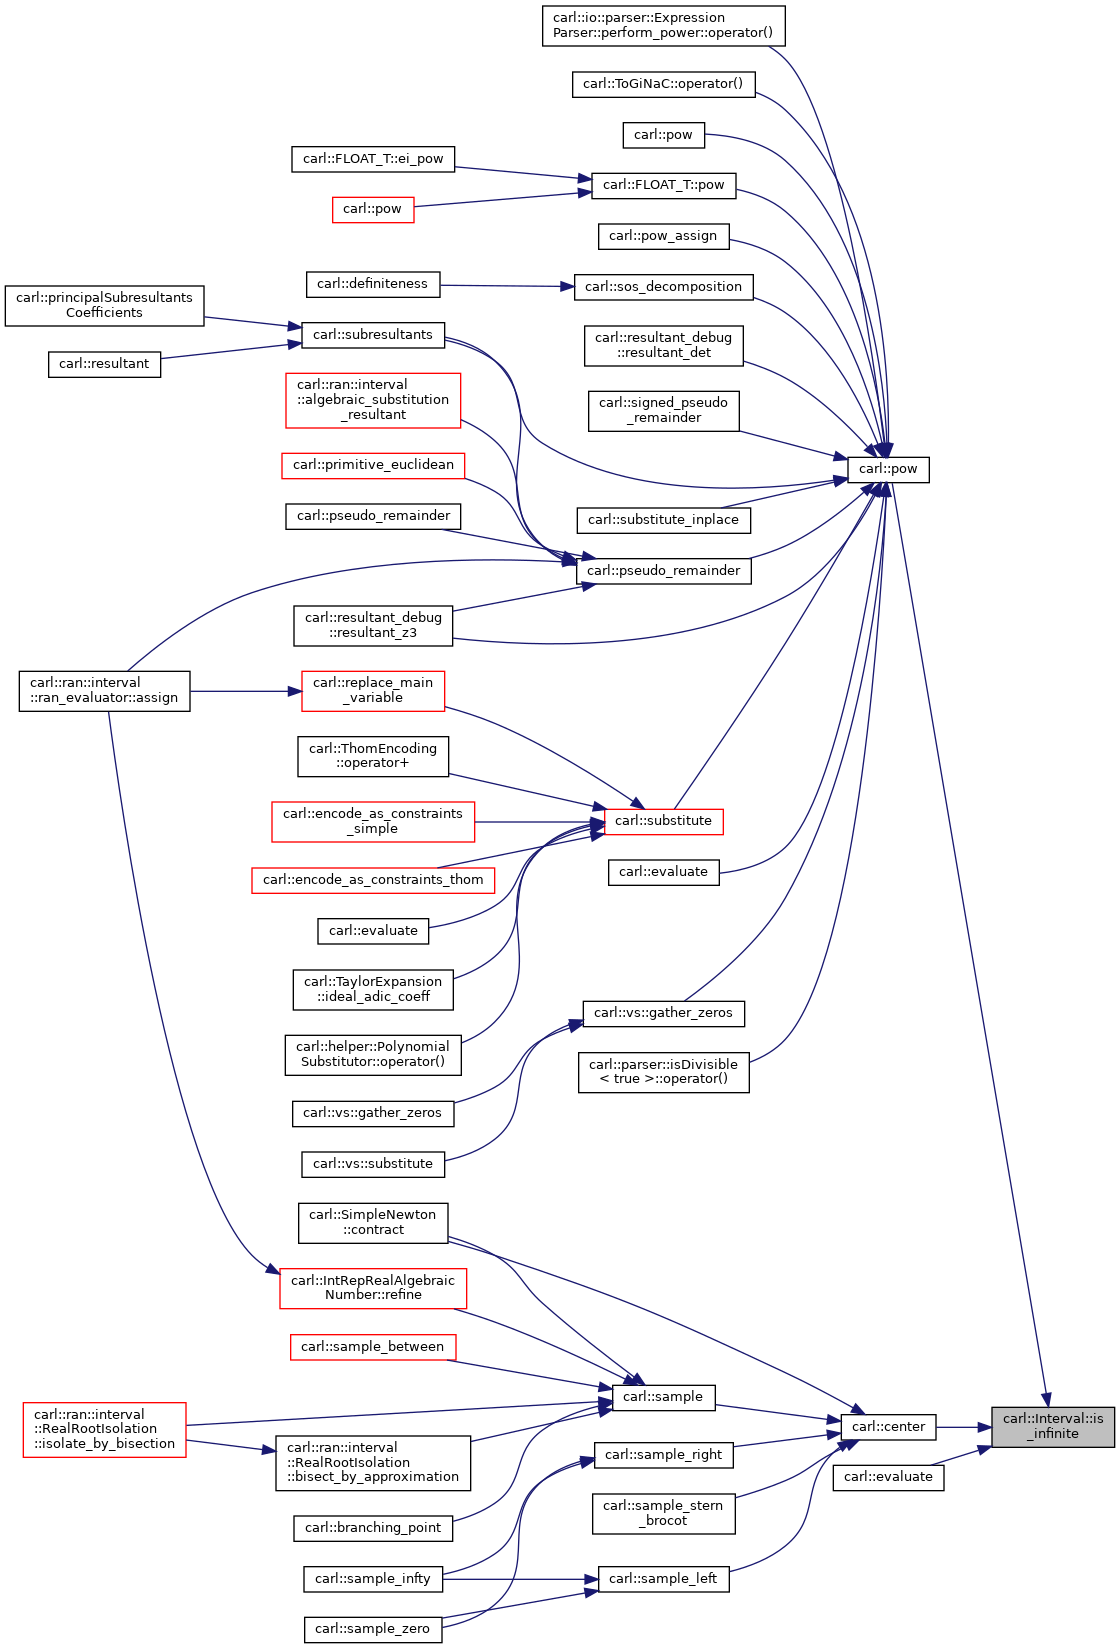 carl::io::parser::Expression
Parser::perform_power::operator()
carl::ToGiNaC::operator()
carl::pow
carl::FLOAT_T::ei_pow
carl::FLOAT_T::pow
carl::pow
carl::pow_assign
carl::definiteness
carl::sos_decomposition
carl::principalSubresultants
Coefficients
carl::subresultants
carl::resultant_debug
::resultant_det
carl::resultant
carl::ran::interval
::algebraic_substitution
_resultant
carl::signed_pseudo
_remainder
carl::primitive_euclidean
carl::pow
carl::pseudo_remainder
carl::substitute_inplace
carl::pseudo_remainder
carl::resultant_debug
::resultant_z3
carl::ran::interval
::ran_evaluator::assign
carl::replace_main
_variable
carl::ThomEncoding
::operator+
carl::encode_as_constraints
_simple
carl::substitute
carl::encode_as_constraints_thom
carl::evaluate
carl::evaluate
carl::TaylorExpansion
::ideal_adic_coeff
carl::vs::gather_zeros
carl::helper::Polynomial
Substitutor::operator()
carl::parser::isDivisible
< true >::operator()
carl::vs::gather_zeros
carl::vs::substitute
carl::SimpleNewton
::contract
carl::IntRepRealAlgebraic
Number::refine
carl::sample_between
carl::sample
carl::ran::interval
::RealRootIsolation
::isolate_by_bisection
carl::center
carl::Interval::is
_infinite
carl::ran::interval
::RealRootIsolation
::bisect_by_approximation
carl::sample_right
carl::evaluate
carl::sample_stern
_brocot
carl::branching_point
carl::sample_infty
carl::sample_left
carl::sample_zero